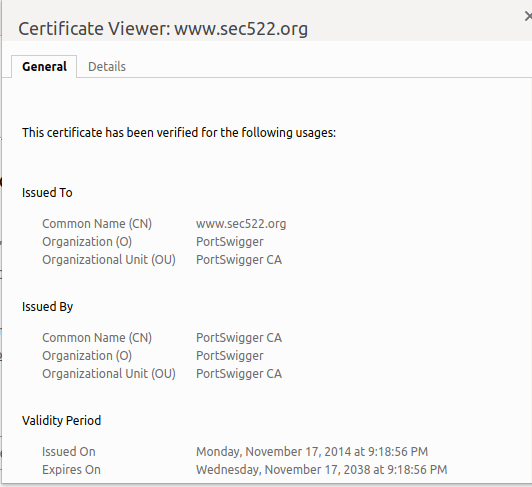 Certificate Viewer: www.sec522.org
General Details
This certificate has been verified for the following usages:
Issued To
Common Name (CN) www.sec522.org
Organization (O) PortSwigger
Organizational Unit (OU) PortSwigger CA
Issued By
Common Name (CN) PortSwigger CA
Organization (O) PortSwigger
Organizational Unit (OU) PortSwigger CA
Validity Period
Issued On Monday, November 17, 2014 at 9:18:56 PM
Expires On Wednesday, November 17, 2038 at 9:18:56 PM